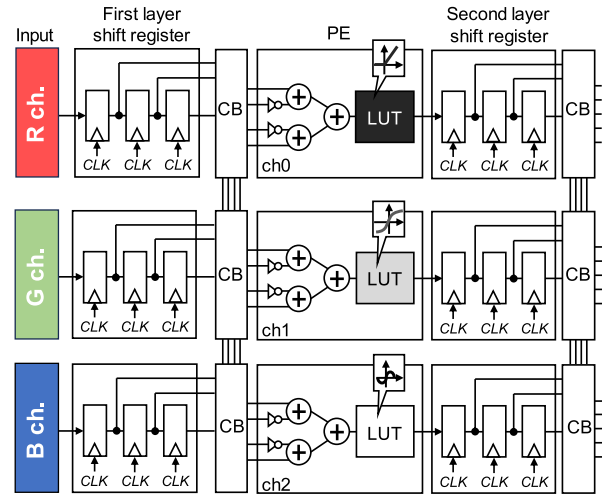 Input
First layer
shift register
PE
Second layer
shift register
R ch.
CLK CLK CLK
CB
ch0
LUT
CLK CLK CLK
CB
G ch.
CLK CLK CLK
CB
ch1
LUT
CLK CLK CLK
CB
B ch.
CLK CLK CLK
CB
ch2
LUT
CLK CLK CLK
CB